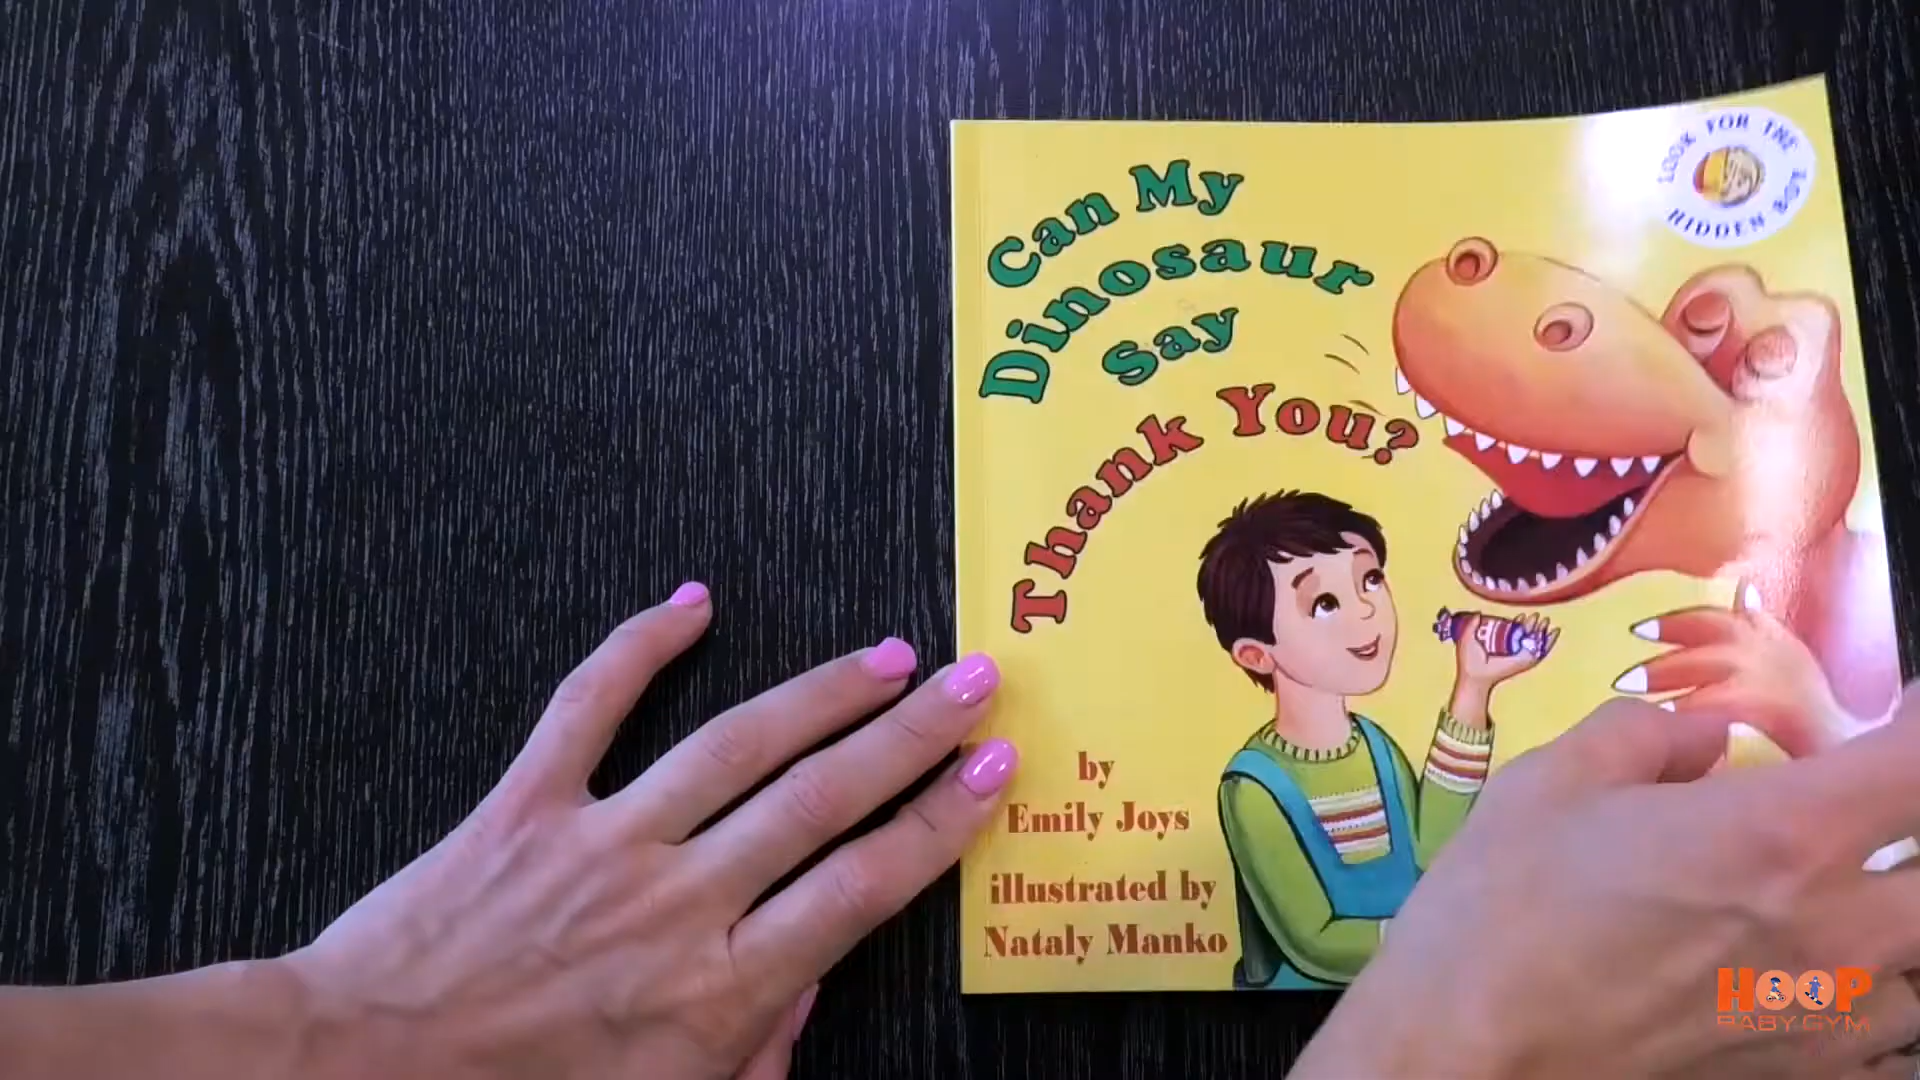 Can My
Dinosaur
Say
Thank You?
LOOK FOR THE
HIDDEN BOY
by
Emily Joys
illustrated by
Nataly Manko
HOOP
BABY GYM